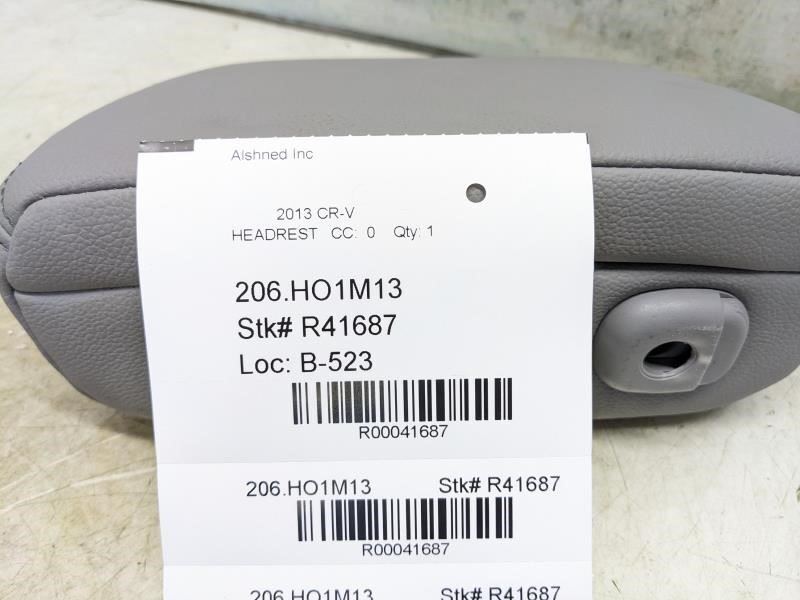 Alshned Inc
2013 CR-V
HEADREST CC: 0 Qty: 1
206.HO1M13
Stk# R41687
Loc: B-523
R00041687
206.HO1M13 Stk# R41687
R00041687
206.HO1M13 Stk# R41687